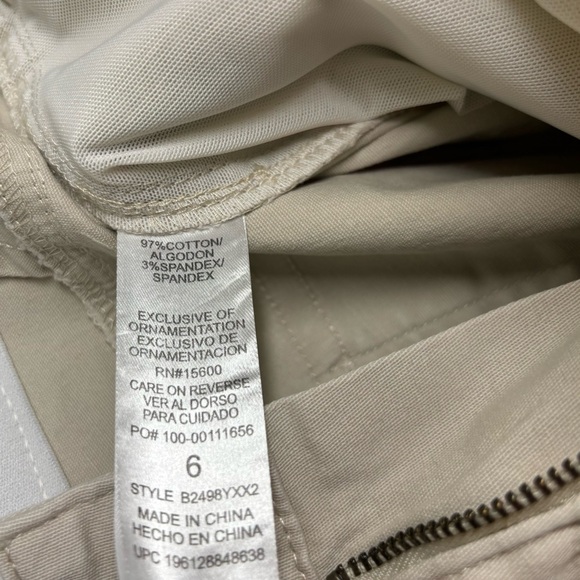 97%COTTON/
ALGODON
3%SPANDEX/
SPANDEX
EXCLUSIVE OF
ORNAMENTATION
EXCLUSIVO DE
ORNAMENTACION
RN#15600
CARE ON REVERSE
VER AL DORSO
PARA CUIDADO
PO# 100-00111656
6
STYLE B2498YXX2
MADE IN CHINA
HECHO EN CHINA
UPC 196128848638